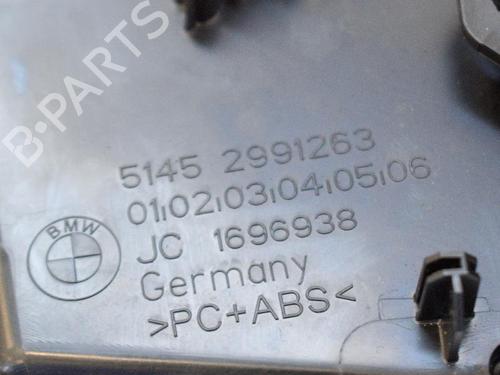 B-PARTS
5145 2991263
01|02|03|04|05|06
BMW
JC 1696938
Germany
>PC+ABS<